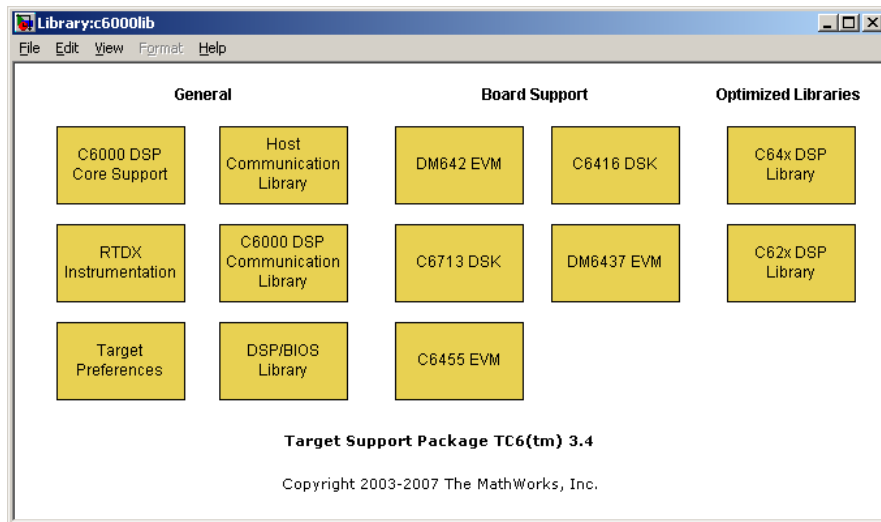 Library:c6000lib
File Edit View Format Help
General
Board Support
Optimized Libraries
C6000 DSP
Core Support
Host
Communication
Library
DM642 EVM
C6416 DSK
C64x DSP
Library
RTDX
Instrumentation
C6000 DSP
Communication
Library
C6713 DSK
DM6437 EVM
C62x DSP
Library
Target
Preferences
DSP/BIOS
Library
C6455 EVM
Target Support Package TC6(tm) 3.4
Copyright 2003-2007 The MathWorks, Inc.